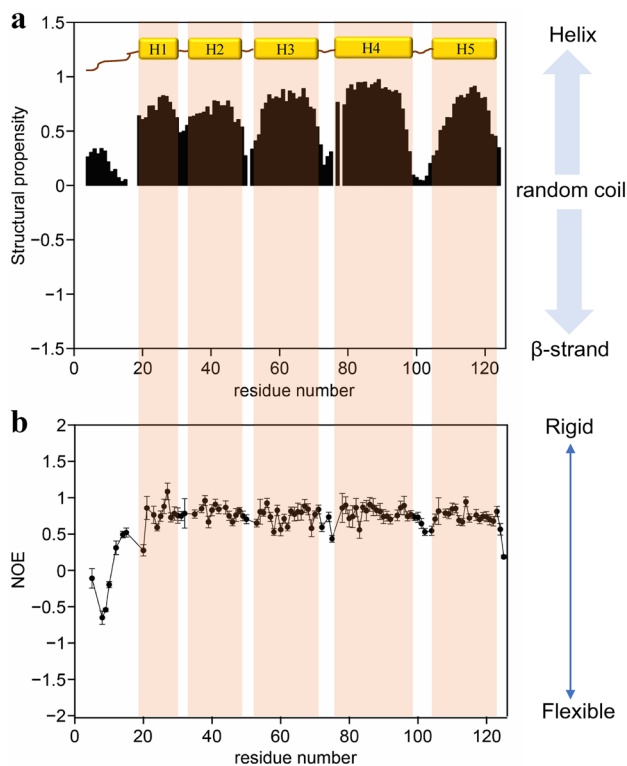 a
1.5
1
0.5
0
−0.5
−1
−1.5
Structural propensity
H1 H2 H3 H4 H5
0 20 40 60 80 100 120
residue number
Helix
random coil
β-strand
b
2
1.5
1
0.5
0
−0.5
−1
−1.5
−2
NOE
0 20 40 60 80 100 120
residue number
Rigid
Flexible